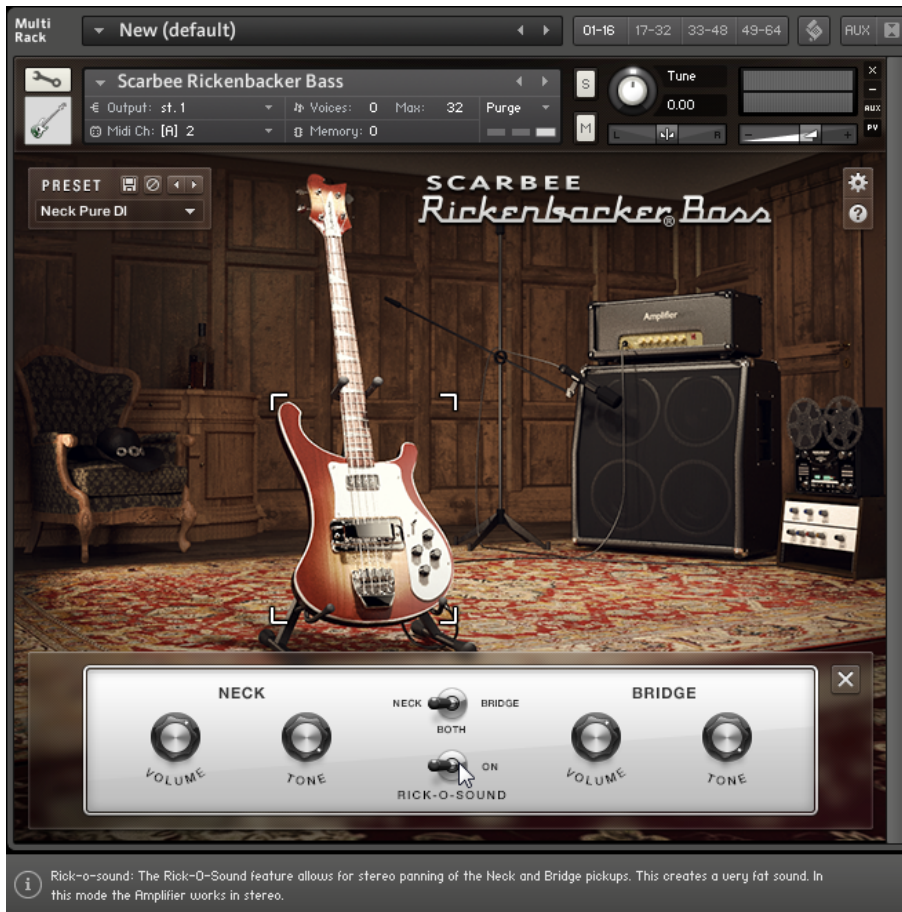 Multi
Rack
New (default)
01-16 17-32 33-48 49-64 AUX
Scarbee Rickenbacker Bass
Output: st. 1
Voices: 0 Max: 32 Purge
Midi Ch: [A] 2
Memory: 0
S
M
Tune
0.00
L R
- +
X
-
AUX
PV
PRESET
Neck Pure DI
SCARBEE
Rickenbacker® Bass
?
Amplifier
NECK
VOLUME
TONE
NECK BRIDGE
BOTH
ON
RICK-O-SOUND
BRIDGE
VOLUME
TONE
i
Rick-o-sound: The Rick-O-Sound feature allows for stereo panning of the Neck and Bridge pickups. This creates a very fat sound. In
this mode the Amplifier works in stereo.